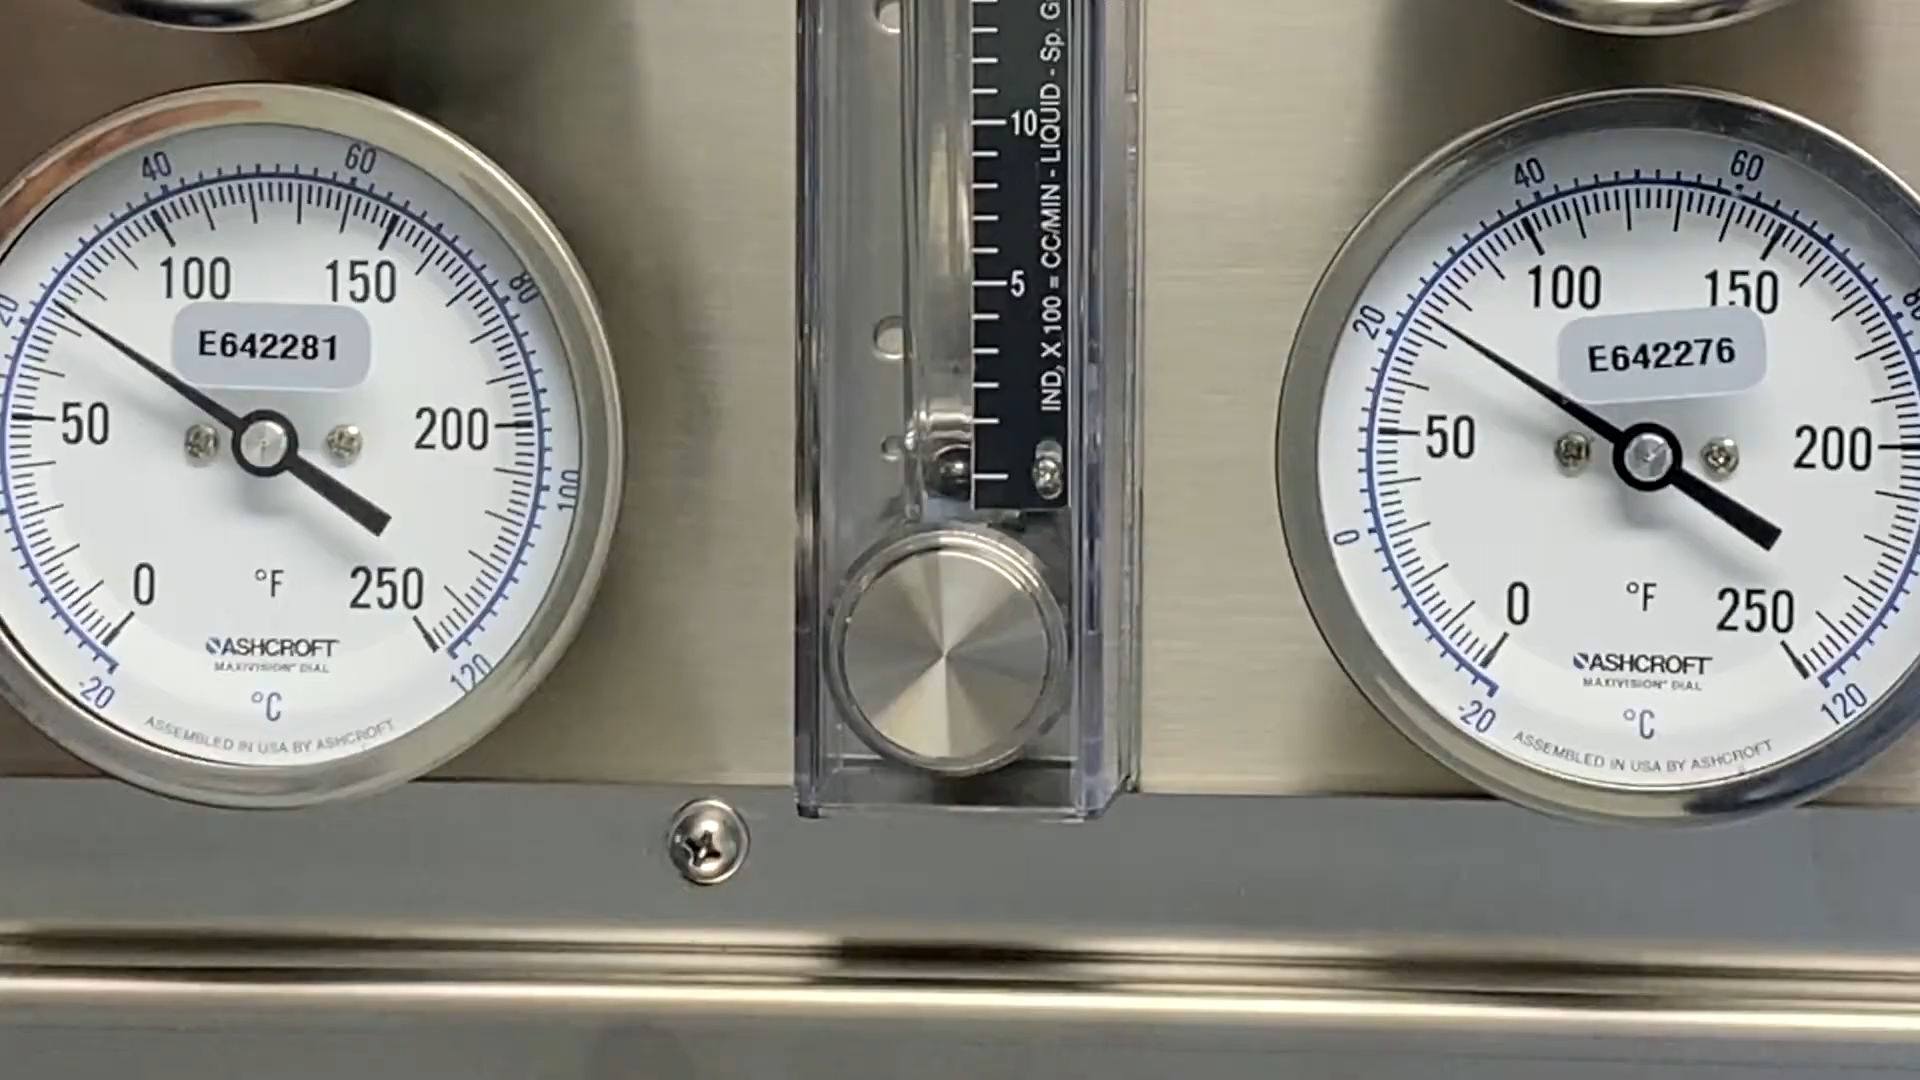 40
60
20
80
100
150
E642281
50
200
100
0
°F
250
ASHCROFT
MAXIVISION® DIAL
-20
120
°C
ASSEMBLED IN USA BY ASHCROFT
10
5
IND, X 100 = CC/MIN - LIQUID - Sp. G
40
60
20
80
100
150
E642276
50
200
0
0
°F
250
ASHCROFT
MAXIVISION® DIAL
-20
120
°C
ASSEMBLED IN USA BY ASHCROFT